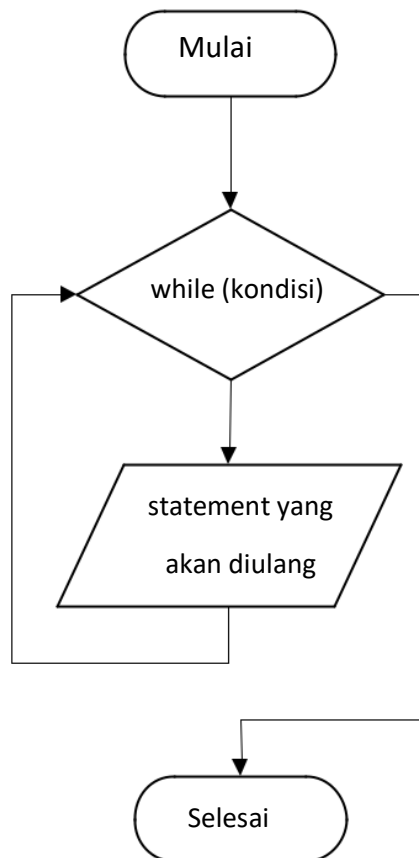 Mulai
while (kondisi)
statement yang
akan diulang
Selesai